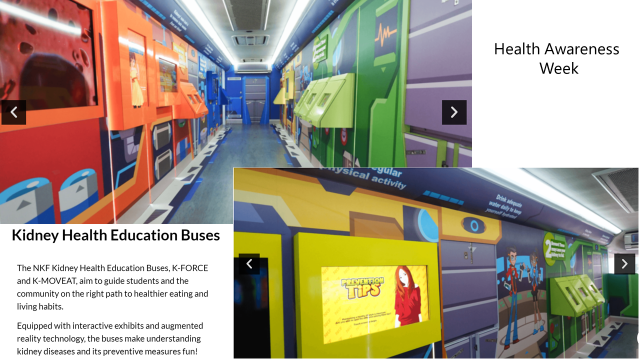 Health Awareness
Week
gular
physical activity
Drink adequate
water daily to keep
PREVENTION
TIPS
Kidney Health Education Buses
The NKF Kidney Health Education Buses, K-FORCE
and K-MOVEAT, aim to guide students and the
community on the right path to healthier eating and
living habits.
Equipped with interactive exhibits and augmented
reality technology, the buses make understanding
kidney diseases and its preventive measures fun!